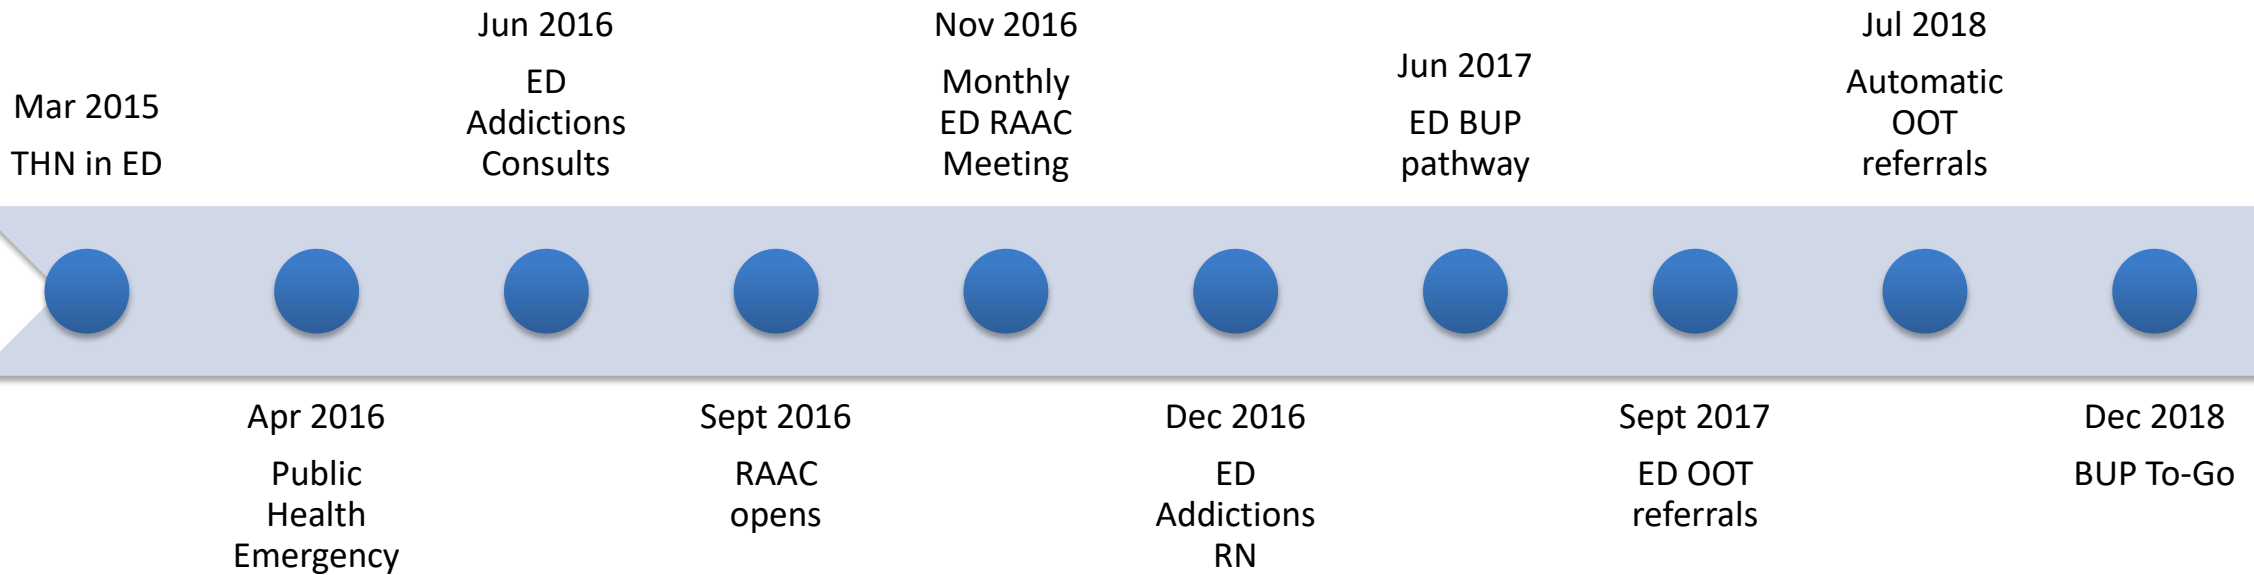 Mar 2015
THN in ED
Apr 2016
Public
Health
Emergency
Jun 2016
ED
Addictions
Consults
Sept 2016
RAAC
opens
Nov 2016
Monthly
ED RAAC
Meeting
Dec 2016
ED
Addictions
RN
Jun 2017
ED BUP
pathway
Sept 2017
ED OOT
referrals
Jul 2018
Automatic
OOT
referrals
Dec 2018
BUP To-Go